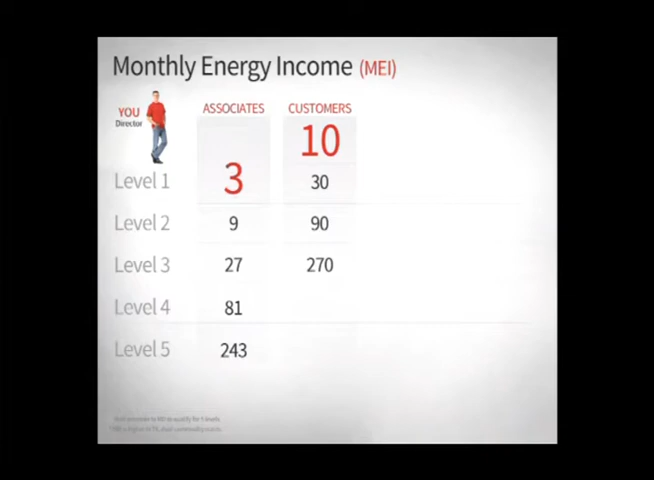 Monthly Energy Income (MEI)
YOU ASSOCIATES CUSTOMERS
Director
10
Level 1 3 30
Level 2 9 90
Level 3 27 270
Level 4 81
Level 5 243